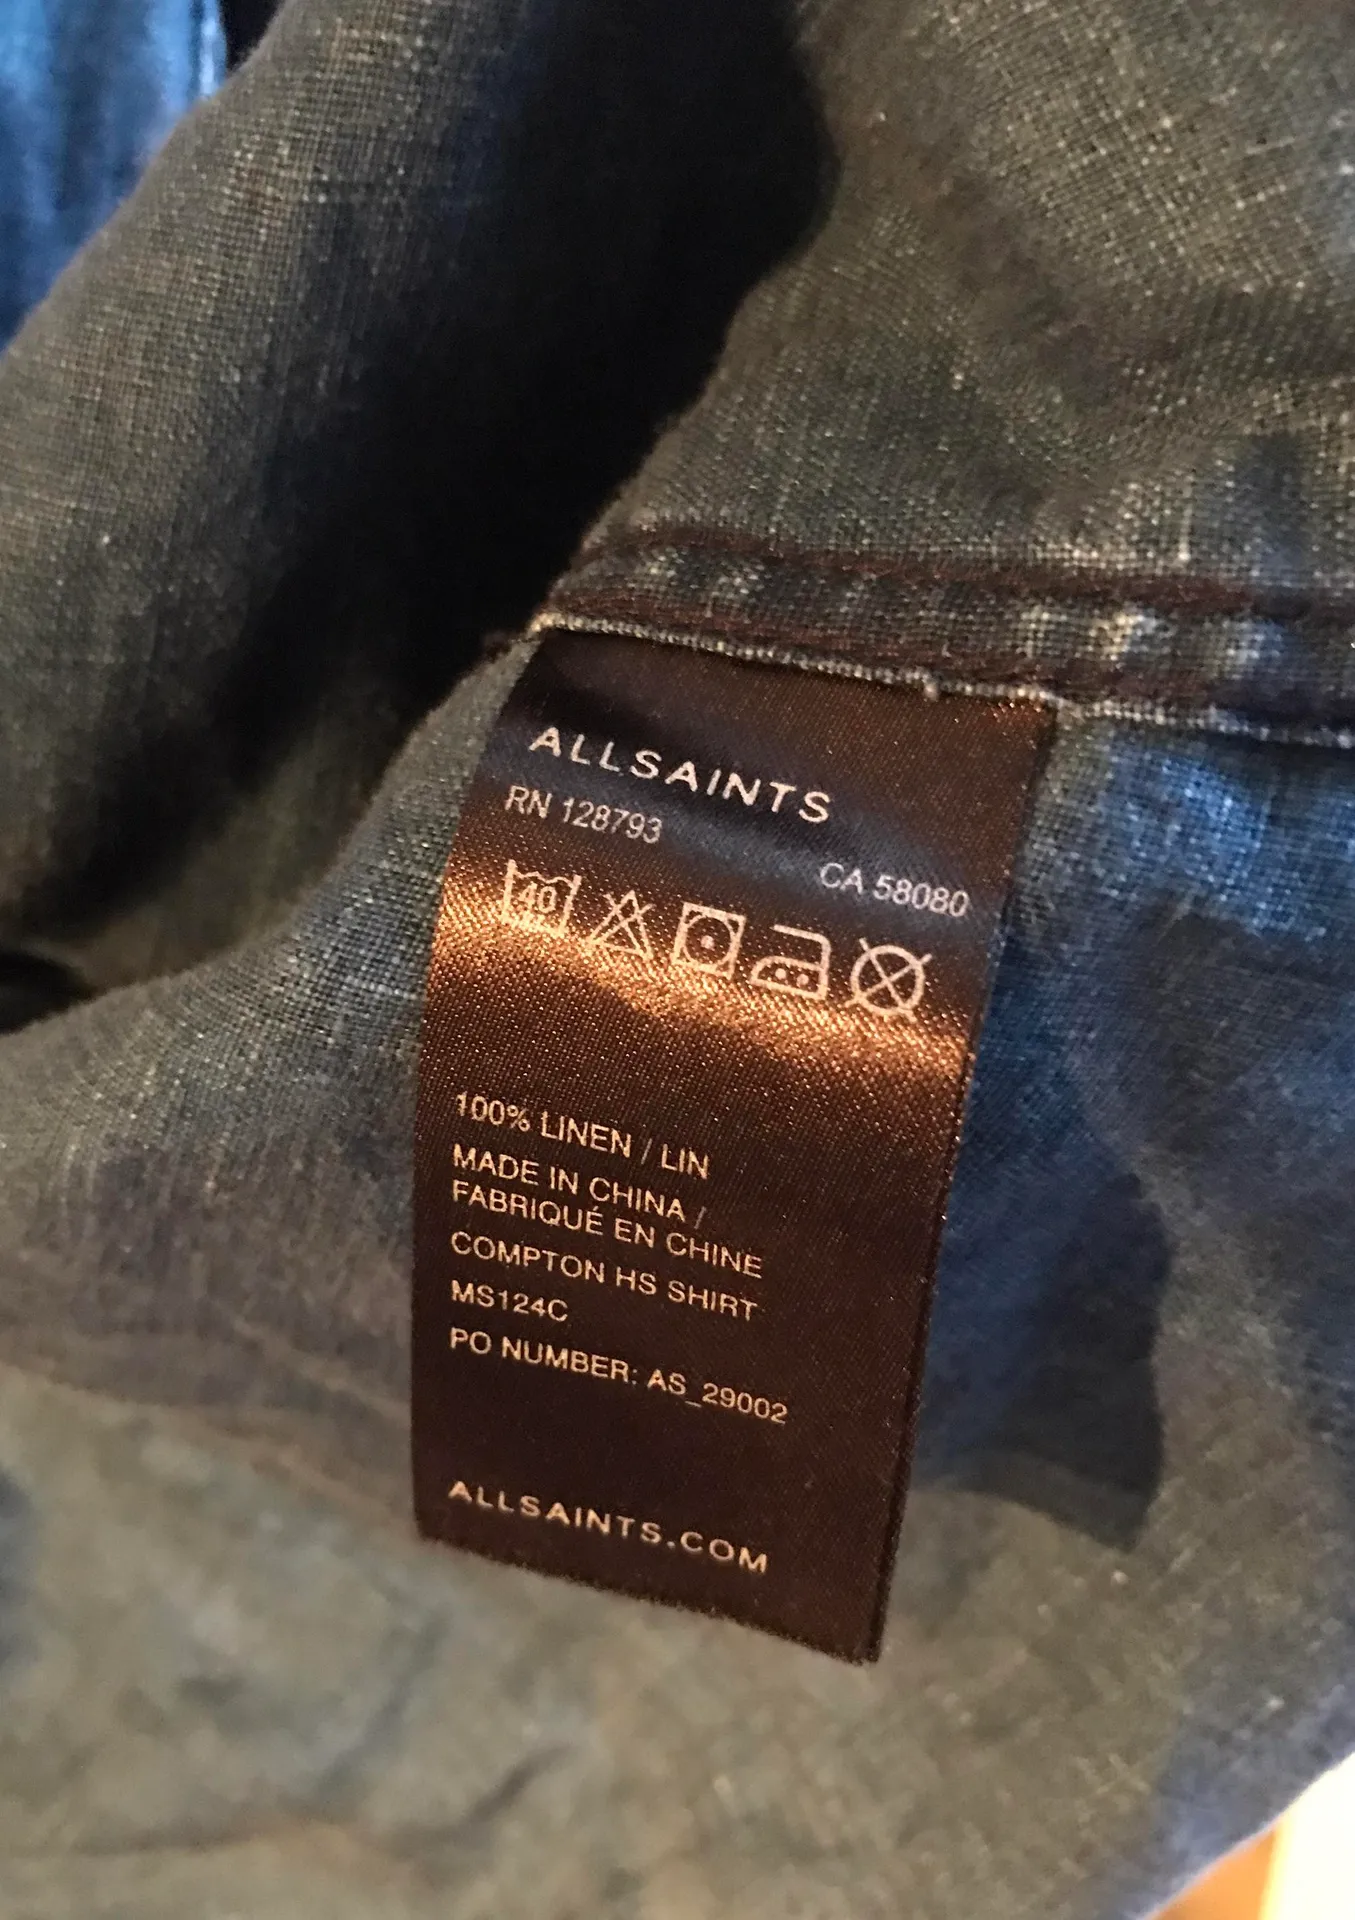 ALLSAINTS
RN 128793
CA 58080
40
100% LINEN / LIN
MADE IN CHINA /
FABRIQUÉ EN CHINE
COMPTON HS SHIRT
MS124C
PO NUMBER: AS_29002
ALLSAINTS.COM